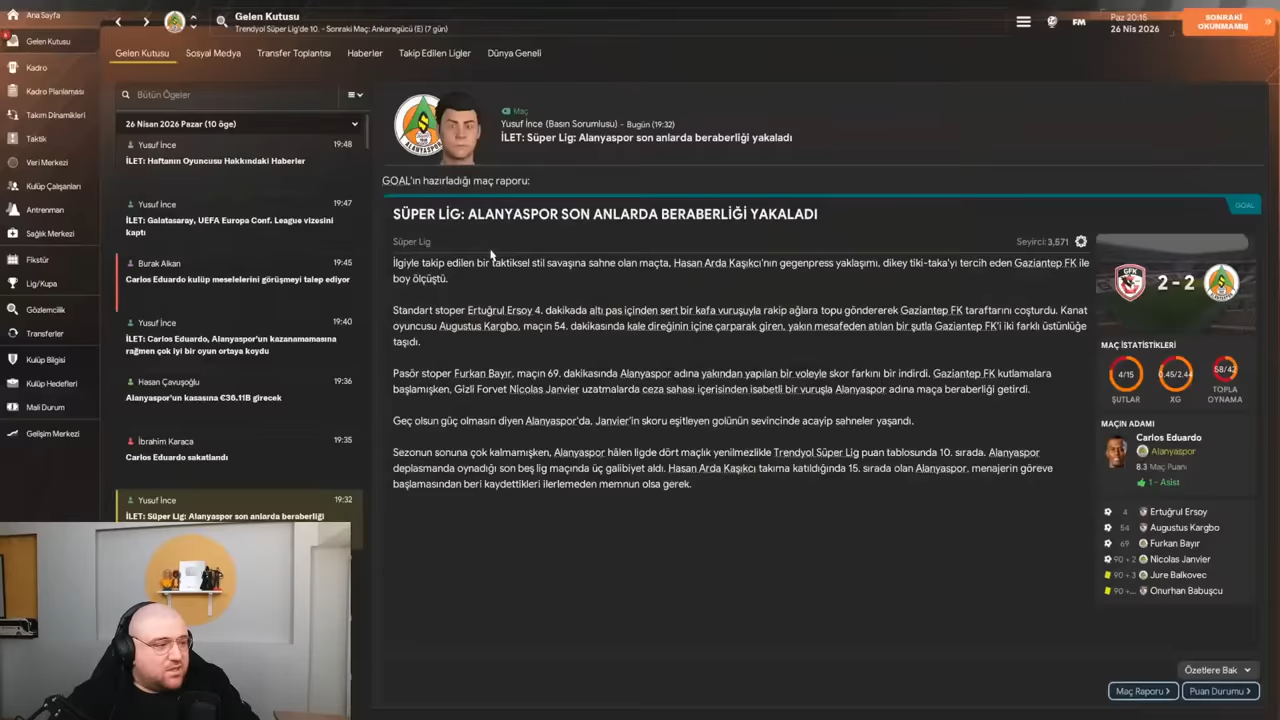 Ana Sayfa
Gelen Kutusu
Kadro
Kadro Planlaması
Takım Dinamikleri
Taktik
Veri Merkezi
Kulüp Çalışanları
Antrenman
Sağlık Merkezi
Fikstür
Lig/Kupa
Gözlemcilik
Transferler
Kulüp Bilgisi
Kulüp Hedefleri
Mali Durum
Gelişim Merkezi
Gelen Kutusu
Trendyol Süper Lig'de 10. - Sonraki Maç: Ankaragücü (E) (7 gün)
FM
Paz 20:15
26 Nis 2026
SONRAKİ
OKUNMAMIŞ
Gelen Kutusu Sosyal Medya Transfer Toplantısı Haberler Takip Edilen Ligler Dünya Geneli
Bütün Ögeler
26 Nisan 2026 Pazar (10 öge)
Yusuf İnce 19:48
İLET: Haftanın Oyuncusu Hakkındaki Haberler
Yusuf İnce 19:47
İLET: Galatasaray, UEFA Europa Conf. League vizesini
kaptı
Burak Alkan 19:45
Carlos Eduardo kulüp meselelerini görüşmeyi talep ediyor
Yusuf İnce 19:40
İLET: Carlos Eduardo, Alanyaspor'un kazanamamasına
rağmen çok iyi bir oyun ortaya koydu
Hasan Çavuşoğlu 19:36
Alanyaspor'un kasasına €36.11B girecek
İbrahim Karaca 19:35
Carlos Eduardo sakatlandı
Yusuf İnce 19:32
İLET: Süper Lig: Alanyaspor son anlarda beraberliği
Maç
Yusuf İnce (Basın Sorumlusu) - Bugün (19:32)
İLET: Süper Lig: Alanyaspor son anlarda beraberliği yakaladı
GOAL'ın hazırladığı maç raporu:
GOAL
SÜPER LİG: ALANYASPOR SON ANLARDA BERABERLİĞİ YAKALADI
Süper Lig Seyirci: 3,571
İlgiyle takip edilen bir taktiksel stil savaşına sahne olan maçta, Hasan Arda Kaşıkcı'nın gegenpress yaklaşımı, dikey tiki-taka'yı tercih eden Gaziantep FK ile
boy ölçüştü.
Standart stoper Ertuğrul Ersoy 4. dakikada altı pas içinden sert bir kafa vuruşuyla rakip ağlara topu göndererek Gaziantep FK taraftarını coşturdu. Kanat
oyuncusu Augustus Kargbo, maçın 54. dakikasında kale direğinin içine çarparak giren, yakın mesafeden atılan bir şutla Gaziantep FK'i iki farklı üstünlüğe
taşıdı.
Pasör stoper Furkan Bayır, maçın 69. dakikasında Alanyaspor adına yakından yapılan bir voleyle skor farkını bir indirdi. Gaziantep FK kutlamalara
başlamışken, Gizli Forvet Nicolas Janvier uzatmalarda ceza sahası içerisinden isabetli bir vuruşla Alanyaspor adına maça beraberliği getirdi.
Geç olsun güç olmasın diyen Alanyaspor'da, Janvier'in skoru eşitleyen golünün sevincinde acayip sahneler yaşandı.
Sezonun sonuna çok kalmamışken, Alanyaspor hâlen ligde dört maçlık yenilmezlikle Trendyol Süper Lig puan tablosunda 10. sırada. Alanyaspor
deplasmanda oynadığı son beş lig maçında üç galibiyet aldı. Hasan Arda Kaşıkcı takıma katıldığında 15. sırada olan Alanyaspor, menajerin göreve
başlamasından beri kaydettikleri ilerlemeden memnun olsa gerek.
GFK
2-2
MAÇ İSTATİSTİKLERİ
4/15 0.45/2.44 58/42
ŞUTLAR XG TOPLA
OYNAMA
MAÇIN ADAMI
Carlos Eduardo
Alanyaspor
8.3 Maç Puanı
1 - Asist
4 Ertuğrul Ersoy
54 Augustus Kargbo
69 Furkan Bayır
90 + 2 Nicolas Janvier
90 + 3 Jure Balkovec
90 +... Onurhan Babuşcu
Özetlere Bak
Maç Raporu > Puan Durumu >